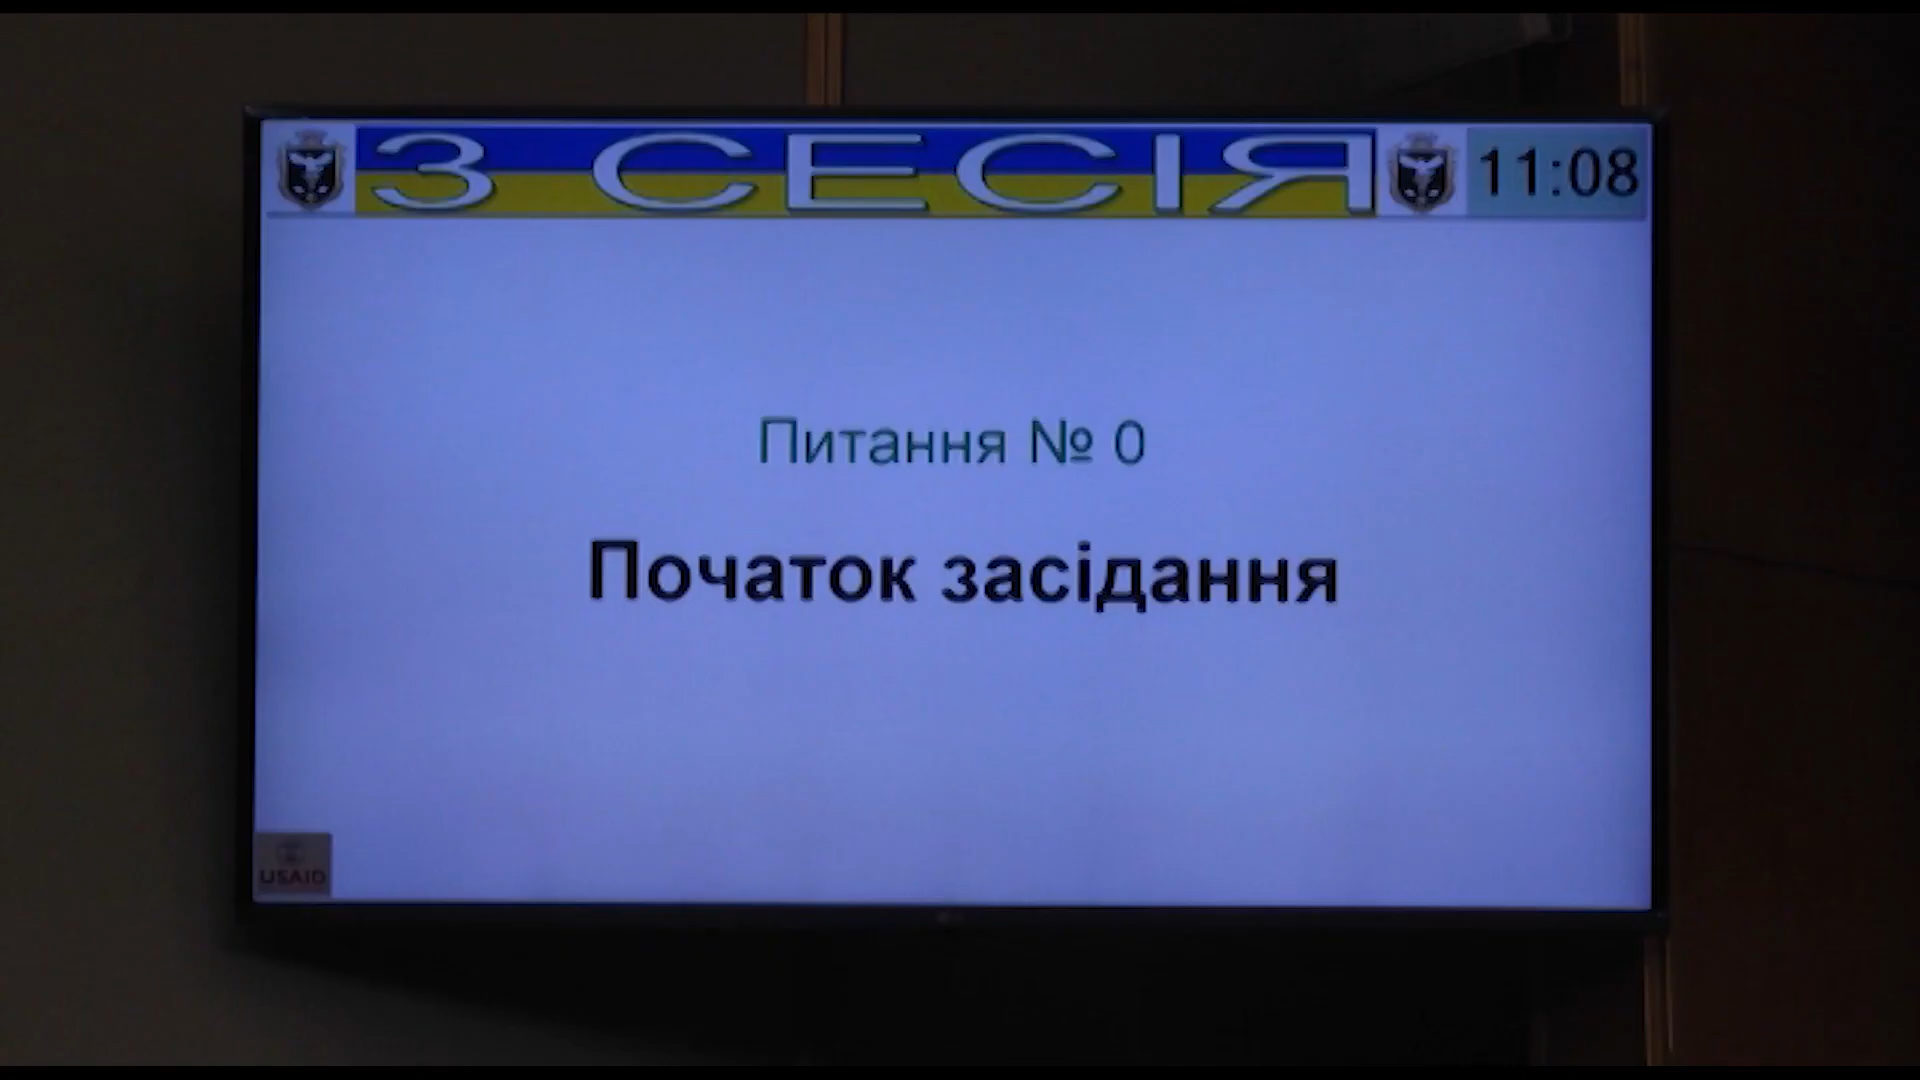 3 СЕСІЯ
11:08
Питання № 0
Початок засідання
USAID